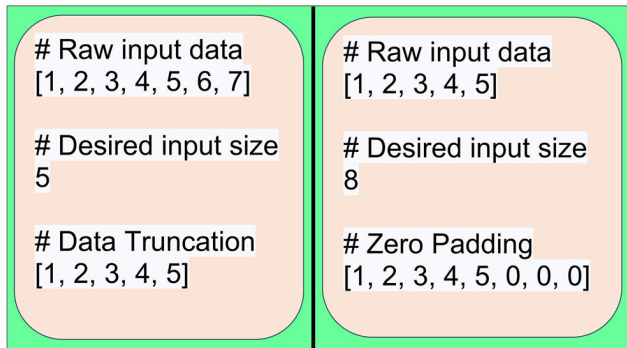 # Raw input data
[1, 2, 3, 4, 5, 6, 7]
# Desired input size
5
# Data Truncation
[1, 2, 3, 4, 5]
# Raw input data
[1, 2, 3, 4, 5]
# Desired input size
8
# Zero Padding
[1, 2, 3, 4, 5, 0, 0, 0]